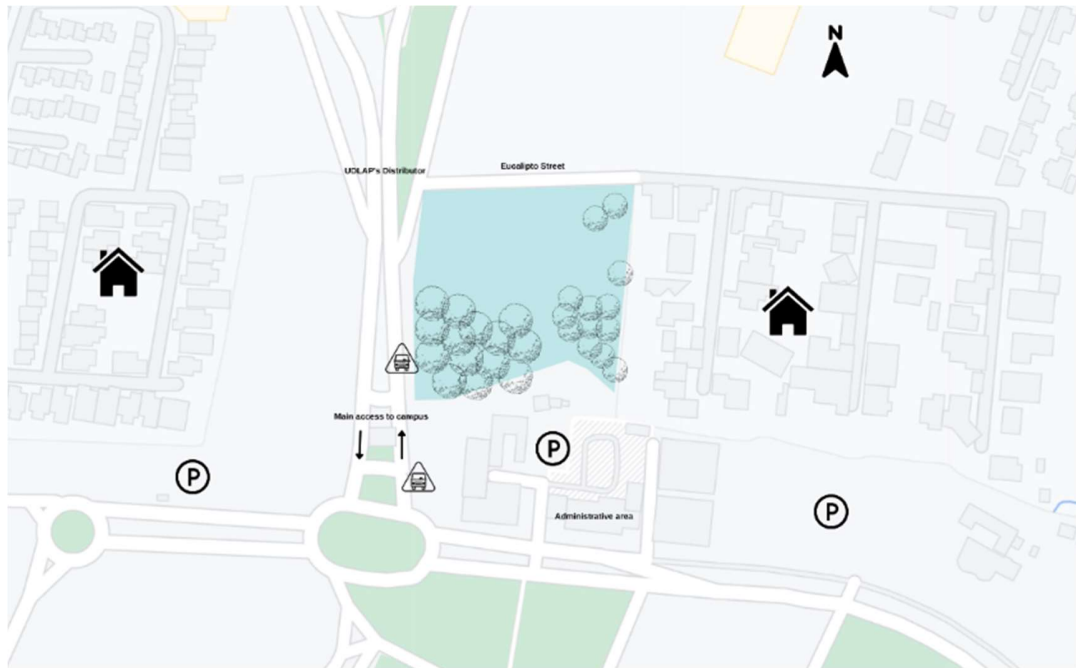 N
Eucalipto Street
UDLAP's Distributor
Main access to campus
P
P
P
Administrative area